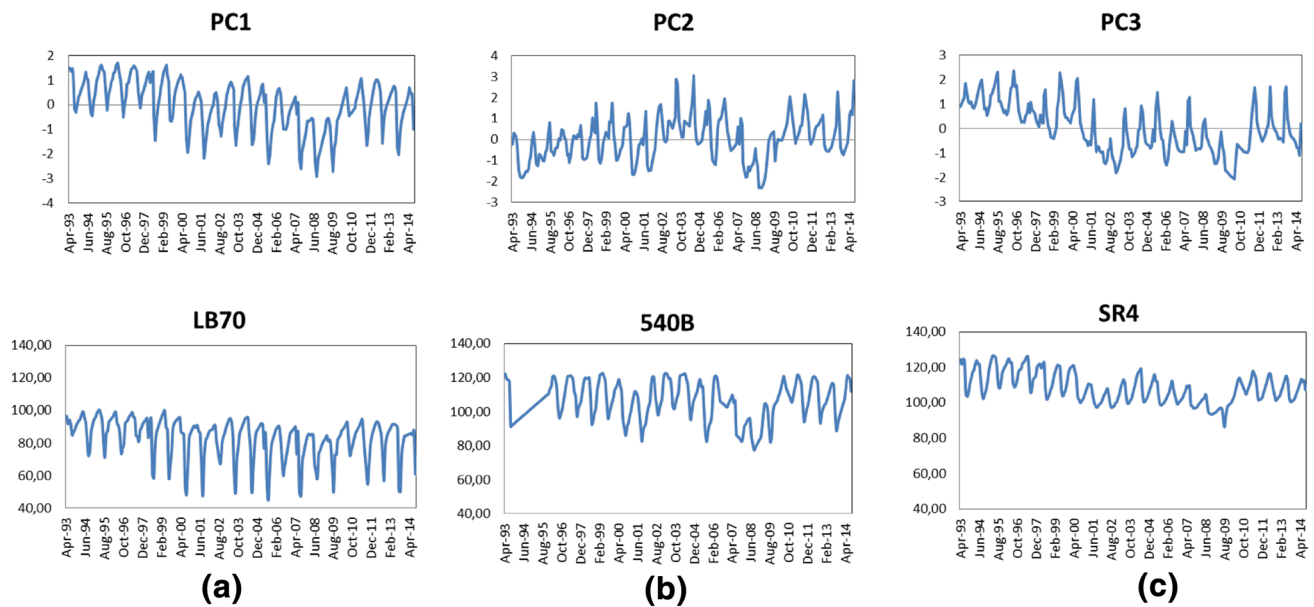 PC1
2
1
0
-1
-2
-3
-4
Apr-93
Jun-94
Aug-95
Oct-96
Dec-97
Feb-99
Apr-00
Jun-01
Aug-02
Oct-03
Dec-04
Feb-06
Apr-07
Jun-08
Aug-09
Oct-10
Dec-11
Feb-13
Apr-14
PC2
4
3
2
1
0
-1
-2
-3
Apr-93
Jun-94
Aug-95
Oct-96
Dec-97
Feb-99
Apr-00
Jun-01
Aug-02
Oct-03
Dec-04
Feb-06
Apr-07
Jun-08
Aug-09
Oct-10
Dec-11
Feb-13
Apr-14
PC3
3
2
1
0
-1
-2
-3
Apr-93
Jun-94
Aug-95
Oct-96
Dec-97
Feb-99
Apr-00
Jun-01
Aug-02
Oct-03
Dec-04
Feb-06
Apr-07
Jun-08
Aug-09
Oct-10
Dec-11
Feb-13
Apr-14
LB70
140,00
120,00
100,00
80,00
60,00
40,00
Apr-93
Jun-94
Aug-95
Oct-96
Dec-97
Feb-99
Apr-00
Jun-01
Aug-02
Oct-03
Dec-04
Feb-06
Apr-07
Jun-08
Aug-09
Oct-10
Dec-11
Feb-13
Apr-14
(a)
540B
140,00
120,00
100,00
80,00
60,00
40,00
Apr-93
Jun-94
Aug-95
Oct-96
Dec-97
Feb-99
Apr-00
Jun-01
Aug-02
Oct-03
Dec-04
Feb-06
Apr-07
Jun-08
Aug-09
Oct-10
Dec-11
Feb-13
Apr-14
(b)
SR4
140,00
120,00
100,00
80,00
60,00
40,00
Apr-93
Jun-94
Aug-95
Oct-96
Dec-97
Feb-99
Apr-00
Jun-01
Aug-02
Oct-03
Dec-04
Feb-06
Apr-07
Jun-08
Aug-09
Oct-10
Dec-11
Feb-13
Apr-14
(c)